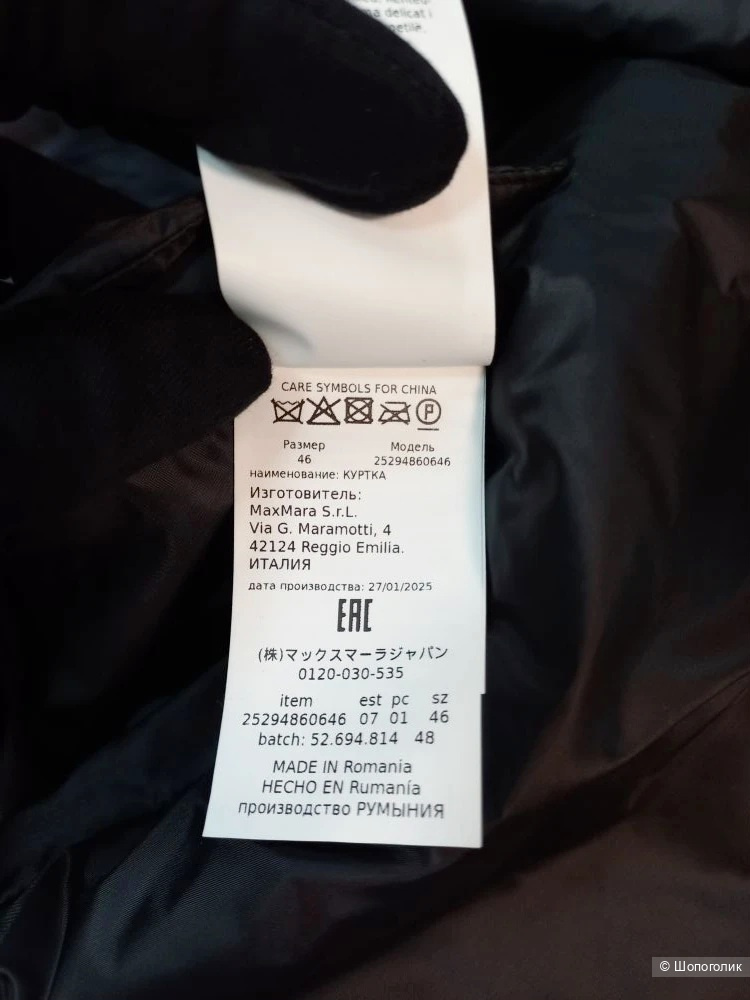 na delicat i
CARE SYMBOLS FOR CHINA
P
Размер Модель
46 25294860646
наименование: КУРТКА
Изготовитель:
MaxMara S.r.L.
Via G. Maramotti, 4
42124 Reggio Emilia.
ИТАЛИЯ
дата производства: 27/01/2025
EAC
(株)マックスマーラジャパン
0120-030-535
item est pc sz
25294860646 07 01 46
batch: 52.694.814 48
MADE IN Romania
HECHO EN Rumanía
производство РУМЫНИЯ
© Шопоголик